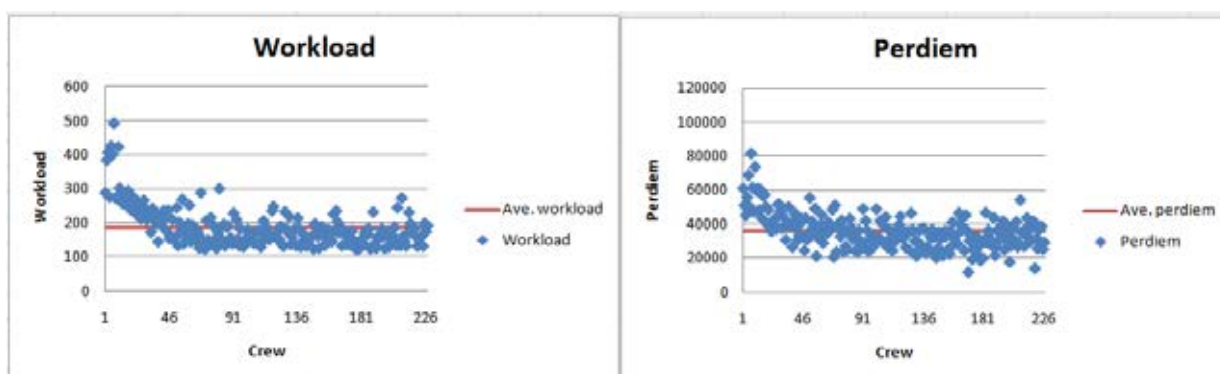 Workload
600
500
400
300
200
100
0
Workload
1 46 91 136 181 226
Crew
Ave. workload
Workload
Perdiem
120000
100000
80000
60000
40000
20000
0
Perdiem
1 46 91 136 181 226
Crew
Ave. perdiem
Perdiem